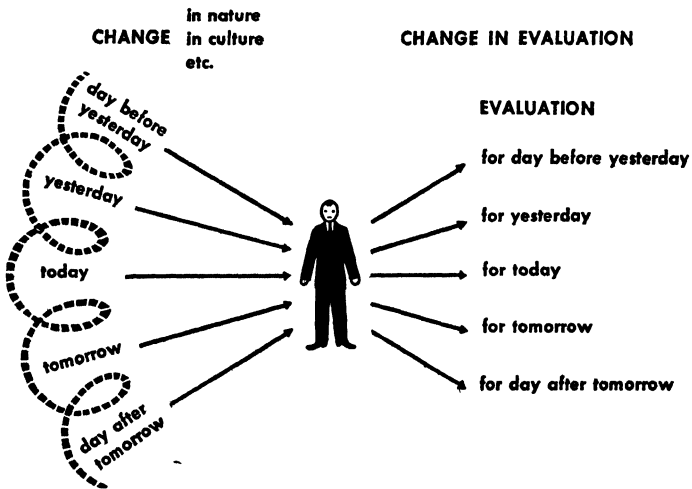 CHANGE
in nature
in culture
etc.
CHANGE IN EVALUATION
EVALUATION
day before
yesterday
yesterday
today
tomorrow
day after
tomorrow
for day before yesterday
for yesterday
for today
for tomorrow
for day after tomorrow